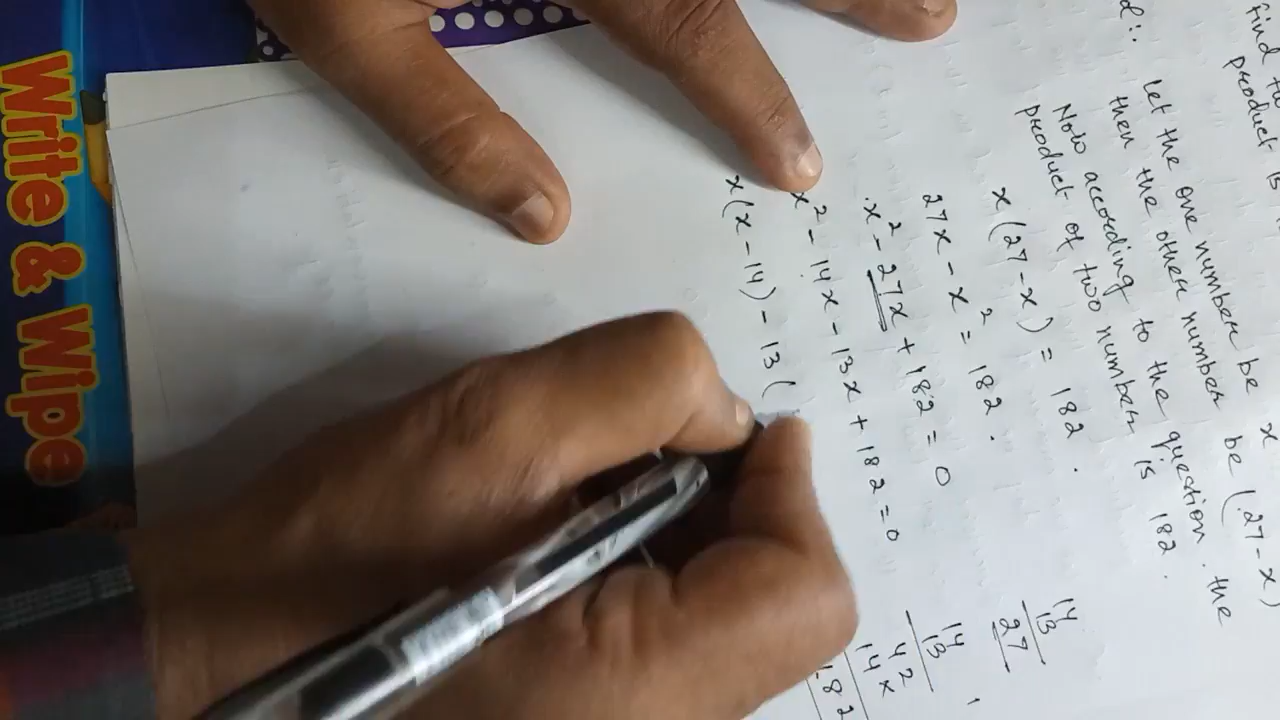 find
product is
let the one number be x
then the other number be (27 - x)
Now according to the question. the
product of two number is 182.
x(27 - x) = 182.
27x - x² = 182.
x² - 27x + 182 = 0
x² - 14x - 13x + 182 = 0
x(x - 14) - 13(
14
13
27
14
13
42
14x
182
Write & Wipe